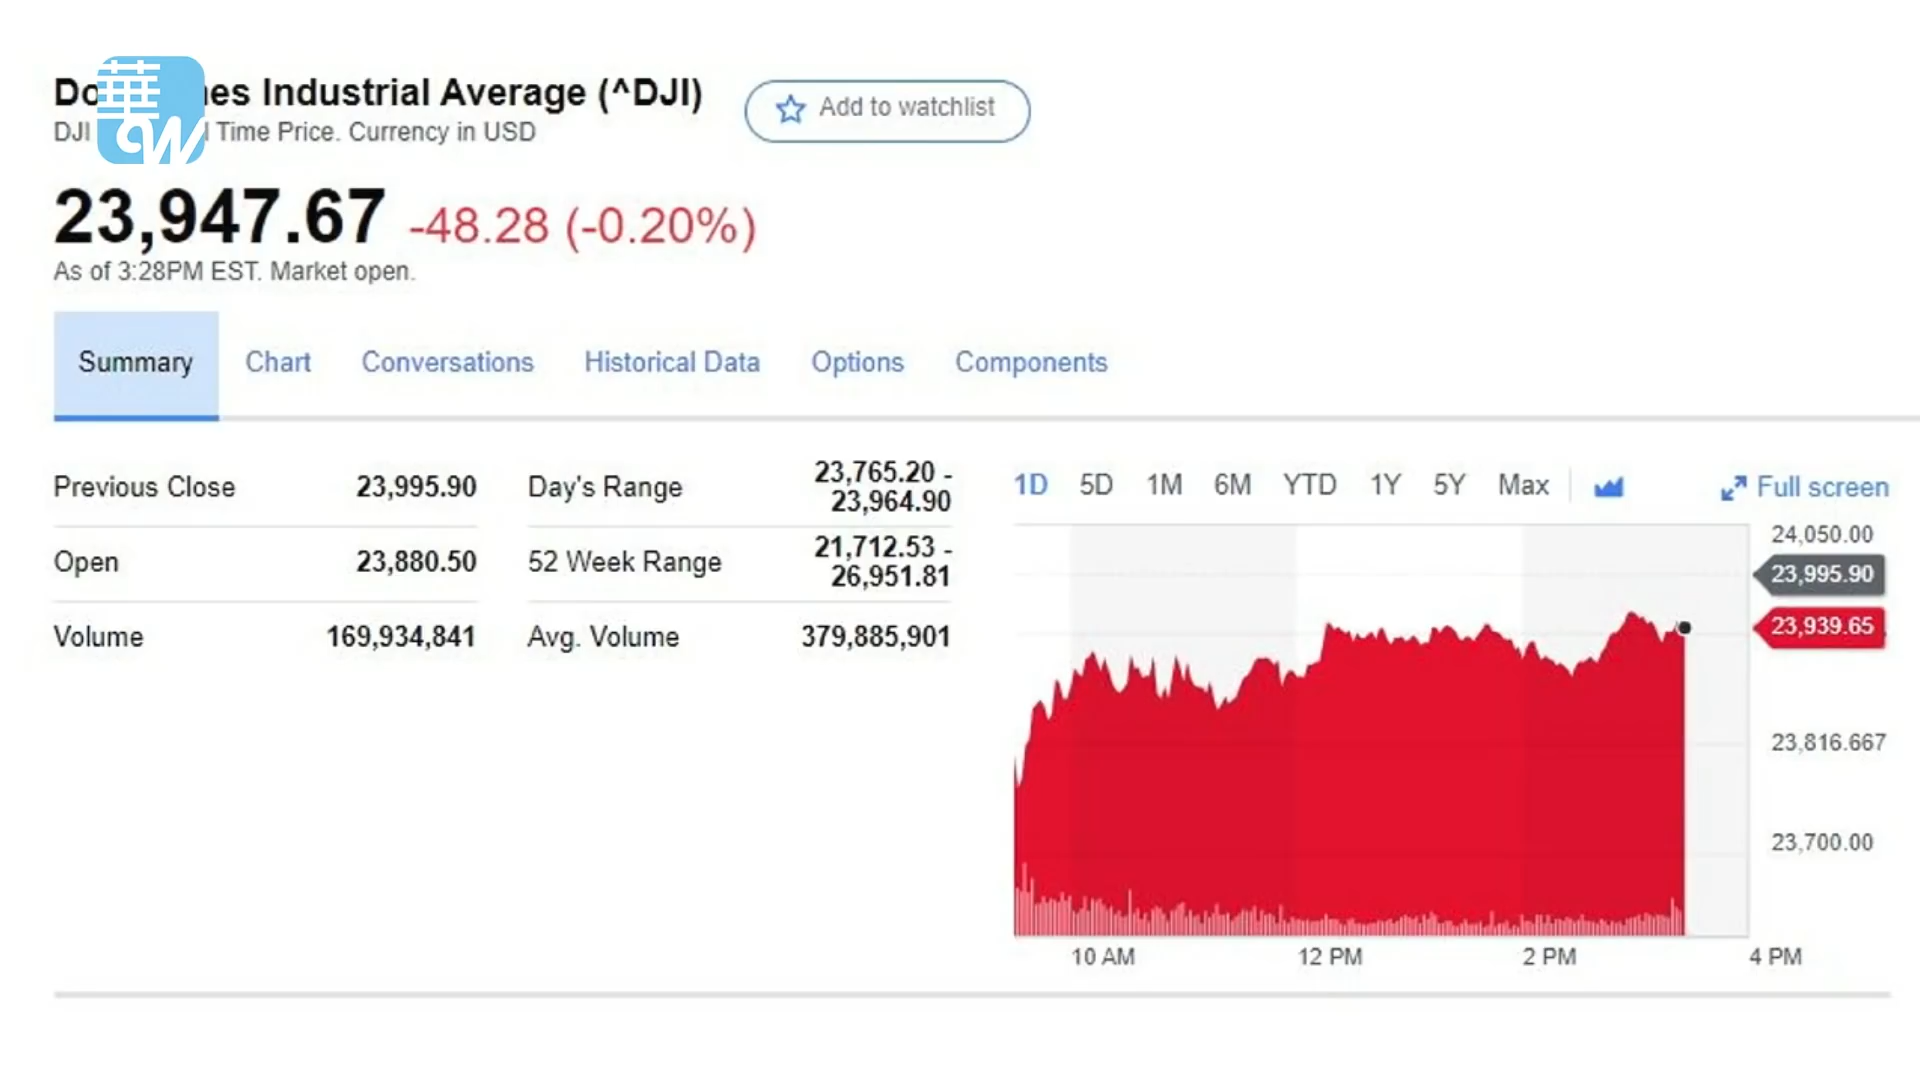 華
CW
Industrial Average (^DJI)
DJI Time Price. Currency in USD
Add to watchlist
23,947.67 -48.28 (-0.20%)
As of 3:28PM EST. Market open.
Summary Chart Conversations Historical Data Options Components
Previous Close 23,995.90
Open 23,880.50
Volume 169,934,841
Day's Range 23,765.20 -
23,964.90
52 Week Range 21,712.53 -
26,951.81
Avg. Volume 379,885,901
1D 5D 1M 6M YTD 1Y 5Y Max Full screen
24,050.00
23,995.90
23,939.65
23,816.667
23,700.00
10 AM 12 PM 2 PM 4 PM